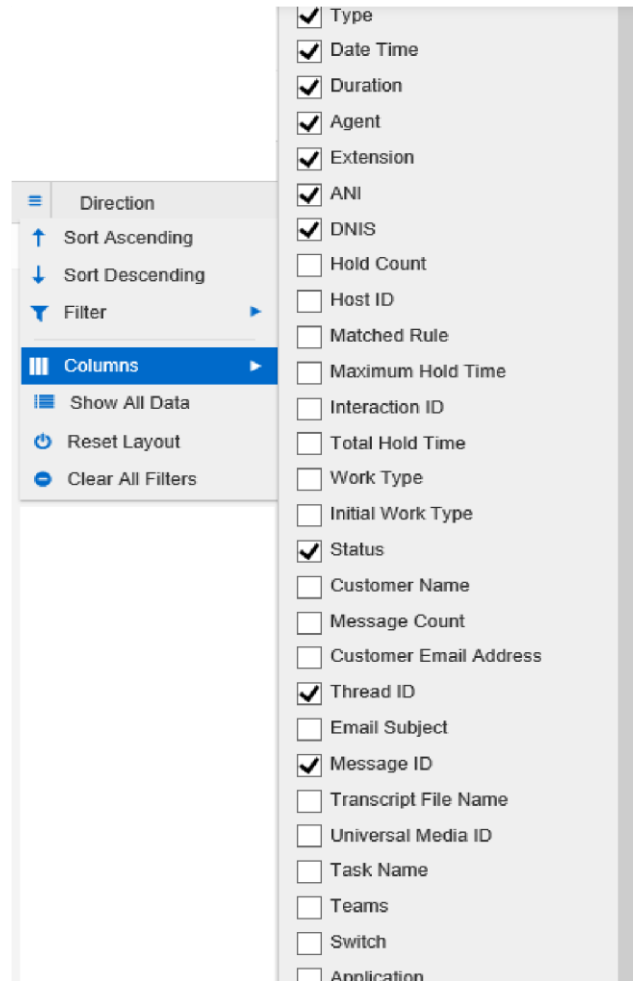 Direction
Sort Ascending
Sort Descending
Filter
Columns
Show All Data
Reset Layout
Clear All Filters
Type
Date Time
Duration
Agent
Extension
ANI
DNIS
Hold Count
Host ID
Matched Rule
Maximum Hold Time
Interaction ID
Total Hold Time
Work Type
Initial Work Type
Status
Customer Name
Message Count
Customer Email Address
Thread ID
Email Subject
Message ID
Transcript File Name
Universal Media ID
Task Name
Teams
Switch
Application